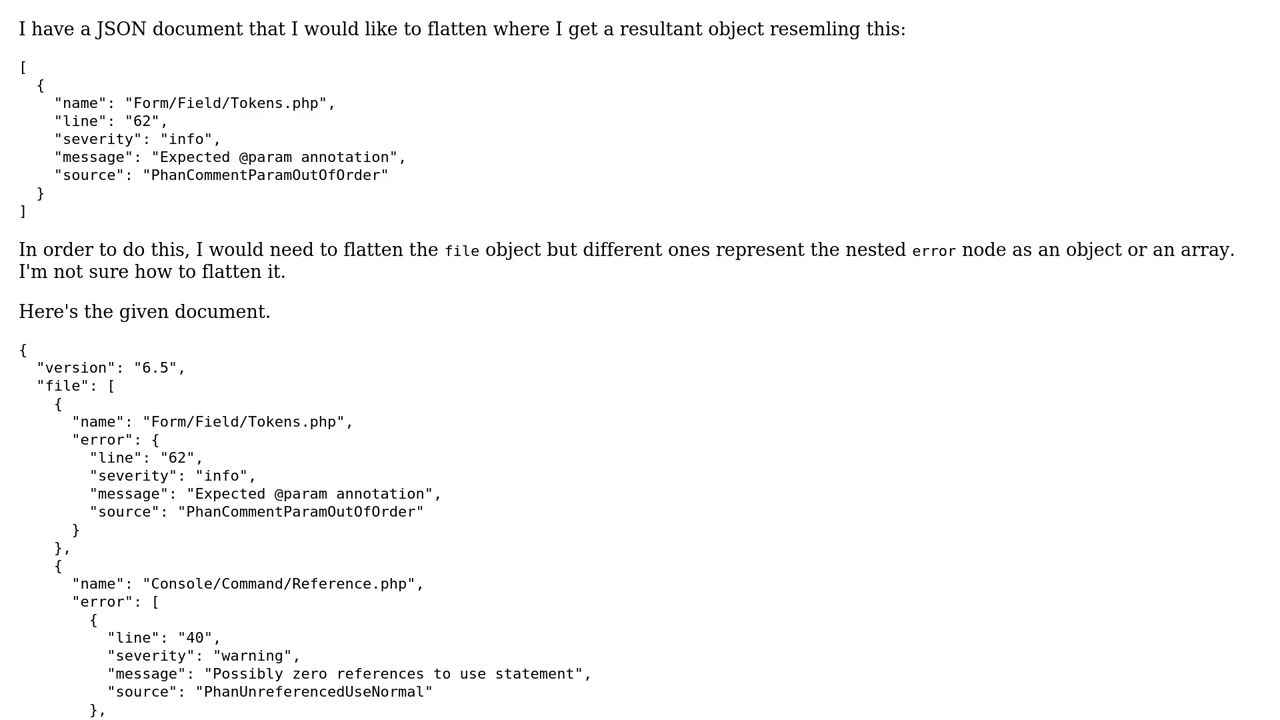 I have a JSON document that I would like to flatten where I get a resultant object resemling this:
[
  {
    "name": "Form/Field/Tokens.php",
    "line": "62",
    "severity": "info",
    "message": "Expected @param annotation",
    "source": "PhanCommentParamOutOfOrder"
  }
]
In order to do this, I would need to flatten the file object but different ones represent the nested error node as an object or an array.
I'm not sure how to flatten it.
Here's the given document.
{
  "version": "6.5",
  "file": [
    {
      "name": "Form/Field/Tokens.php",
      "error": {
        "line": "62",
        "severity": "info",
        "message": "Expected @param annotation",
        "source": "PhanCommentParamOutOfOrder"
      }
    },
    {
      "name": "Console/Command/Reference.php",
      "error": [
        {
          "line": "40",
          "severity": "warning",
          "message": "Possibly zero references to use statement",
          "source": "PhanUnreferencedUseNormal"
        },